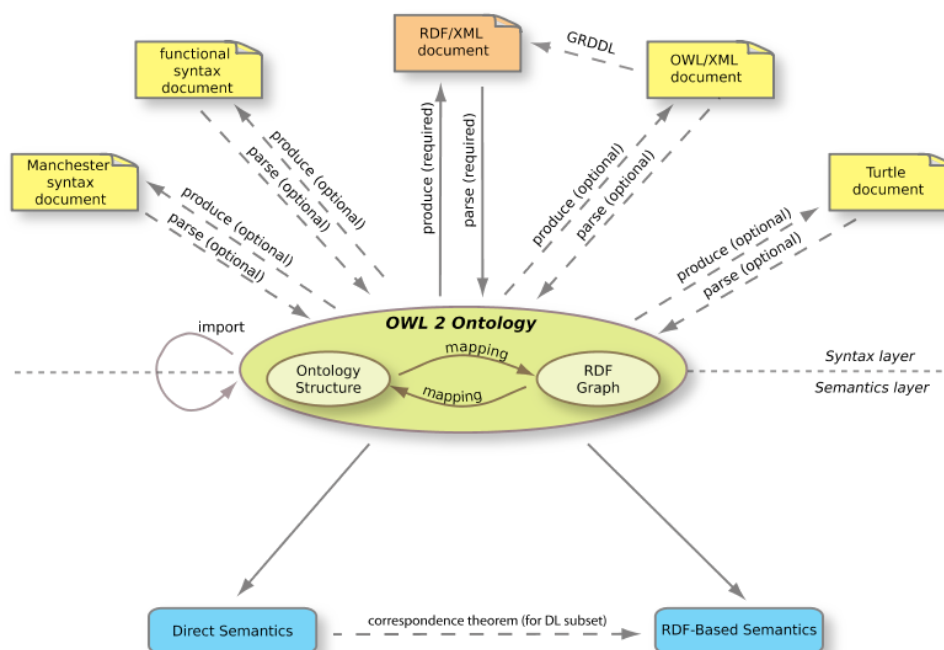 RDF/XML
document
GRDDL
functional
syntax
document
OWL/XML
document
Manchester
syntax
document
Turtle
document
produce (optional)
parse (optional)
produce (optional)
parse (optional)
produce (required)
parse (required)
produce (optional)
parse (optional)
produce (optional)
parse (optional)
import
OWL 2 Ontology
mapping
Ontology
Structure
RDF
Graph
mapping
Syntax layer
Semantics layer
Direct Semantics
correspondence theorem (for DL subset)
RDF-Based Semantics